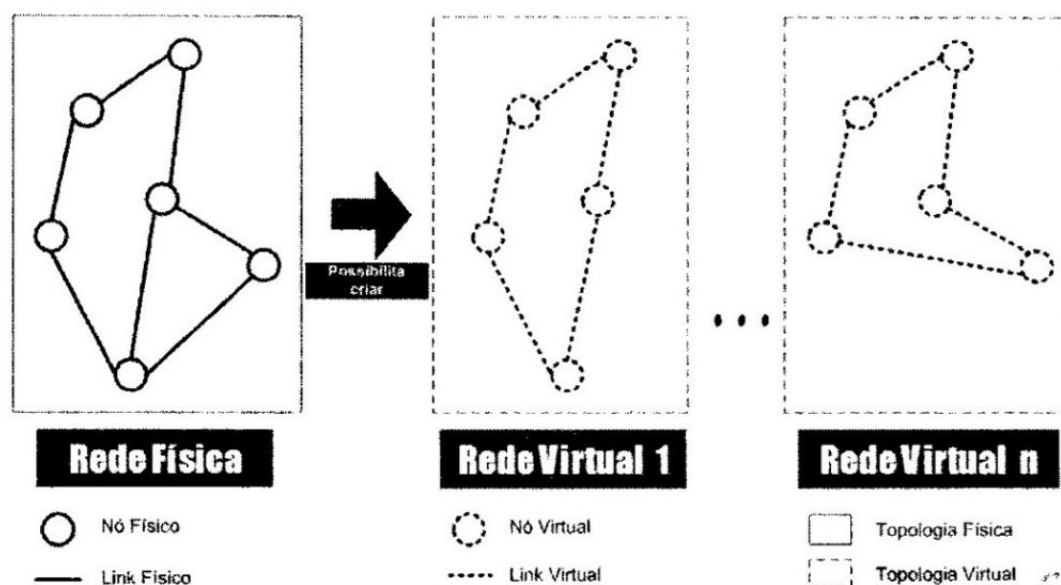 Possibilita
criar
Rede Física
Rede Virtual 1
Rede Virtual n
Nó Físico
Nó Virtual
Topologia Física
Link Físico
Link Virtual
Topologia Virtual